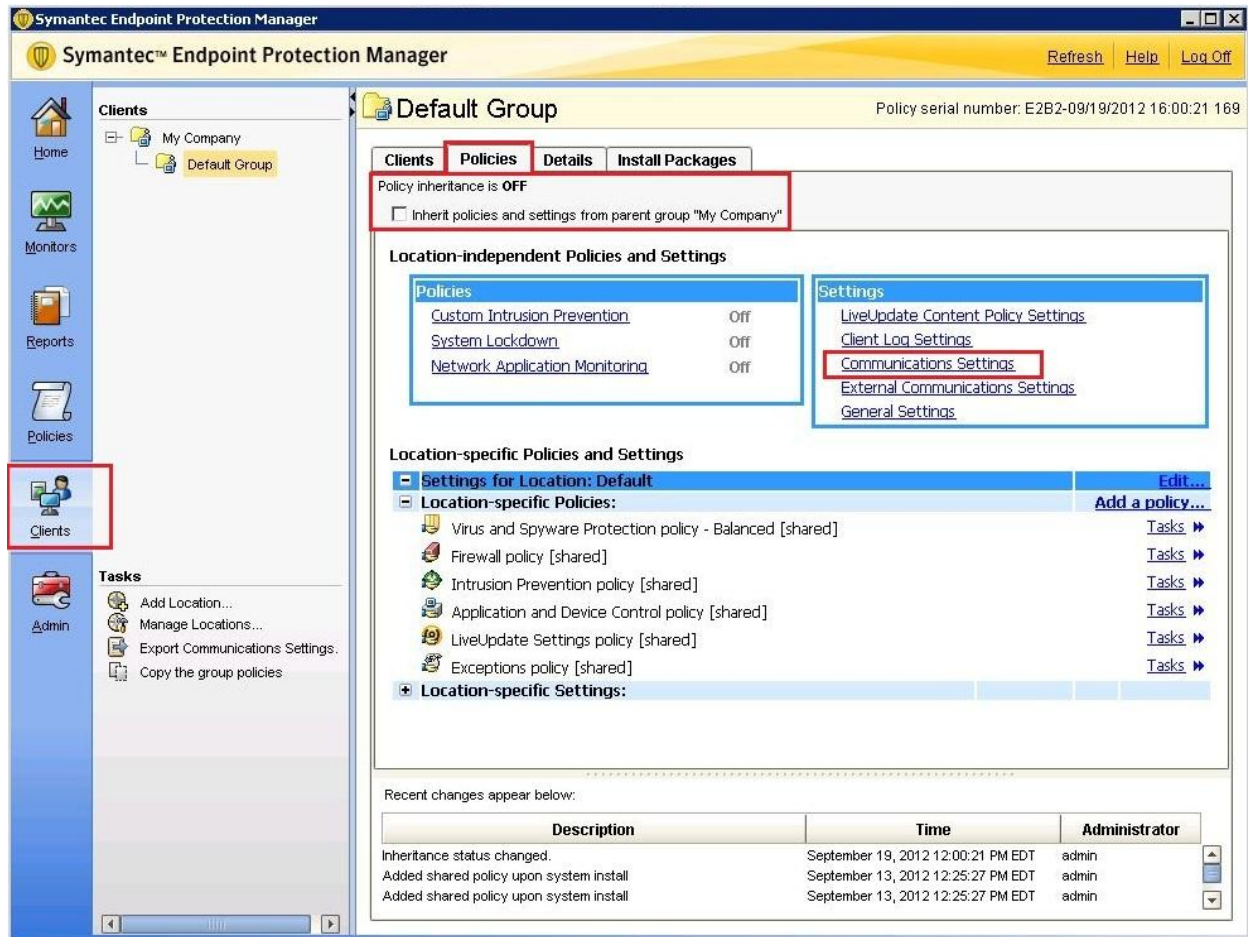 Symantec Endpoint Protection Manager
Symantec™ Endpoint Protection Manager
Refresh Help Log Off
Home
Monitors
Reports
Policies
Clients
Admin
Clients
My Company
Default Group
Tasks
Add Location...
Manage Locations...
Export Communications Settings.
Copy the group policies
Default Group
Policy serial number: E2B2-09/19/2012 16:00:21 169
Clients Policies Details Install Packages
Policy inheritance is OFF
Inherit policies and settings from parent group "My Company"
Location-independent Policies and Settings
Policies
Custom Intrusion Prevention Off
System Lockdown Off
Network Application Monitoring Off
Settings
LiveUpdate Content Policy Settings
Client Log Settings
Communications Settings
External Communications Settings
General Settings
Location-specific Policies and Settings
Settings for Location: Default Edit...
Location-specific Policies: Add a policy...
Virus and Spyware Protection policy - Balanced [shared] Tasks
Firewall policy [shared] Tasks
Intrusion Prevention policy [shared] Tasks
Application and Device Control policy [shared] Tasks
LiveUpdate Settings policy [shared] Tasks
Exceptions policy [shared] Tasks
Location-specific Settings:
Recent changes appear below:
Description Time Administrator
Inheritance status changed. September 19, 2012 12:00:21 PM EDT admin
Added shared policy upon system install September 13, 2012 12:25:27 PM EDT admin
Added shared policy upon system install September 13, 2012 12:25:27 PM EDT admin